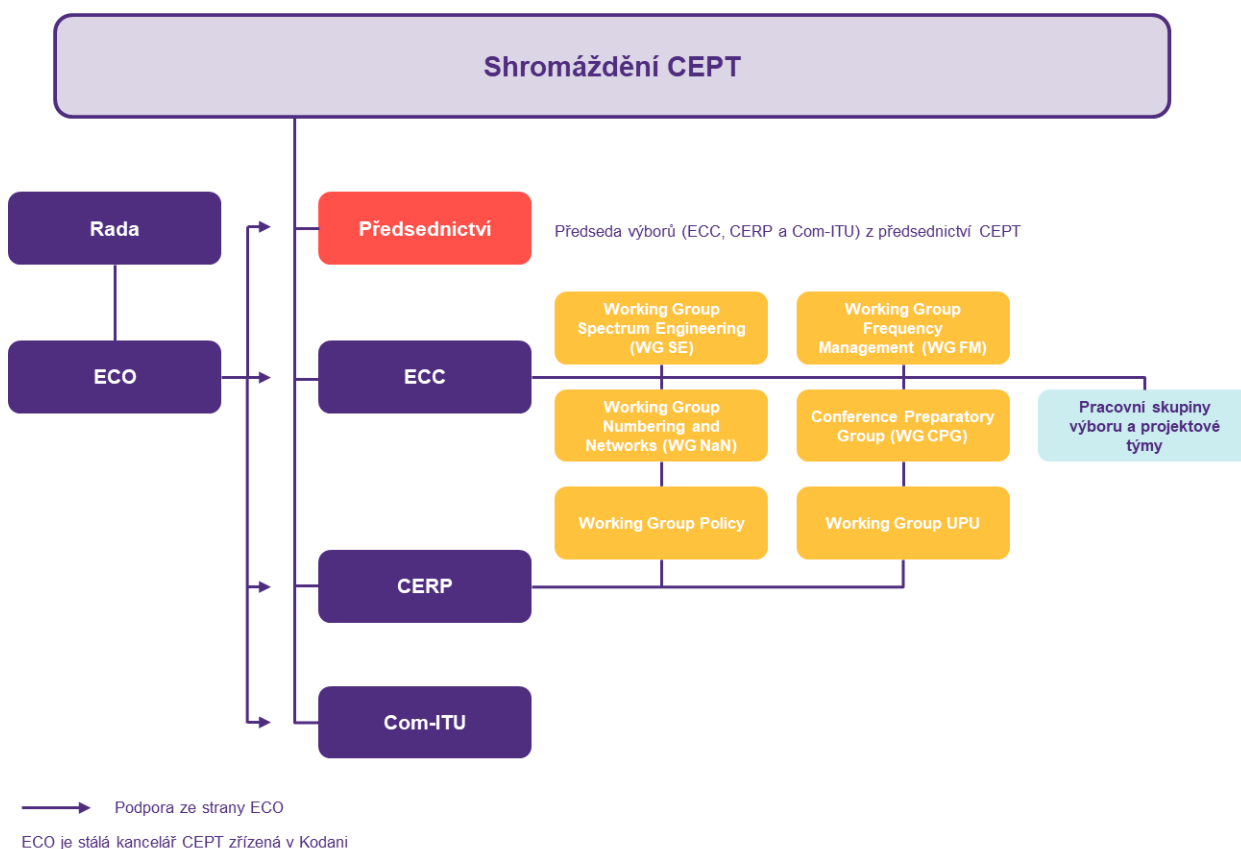 Shromáždění CEPT
Rada
Předsednictví
Předseda výborů (ECC, CERP a Com-ITU) z předsednictví CEPT
ECO
ECC
Working Group
Spectrum Engineering
(WG SE)
Working Group
Frequency
Management (WG FM)
Working Group
Numbering and
Networks (WG NaN)
Conference Preparatory
Group (WG CPG)
Pracovní skupiny
výboru a projektové
týmy
Working Group Policy
Working Group UPU
CERP
Com-ITU
Podpora ze strany ECO
ECO je stálá kancelář CEPT zřízená v Kodani